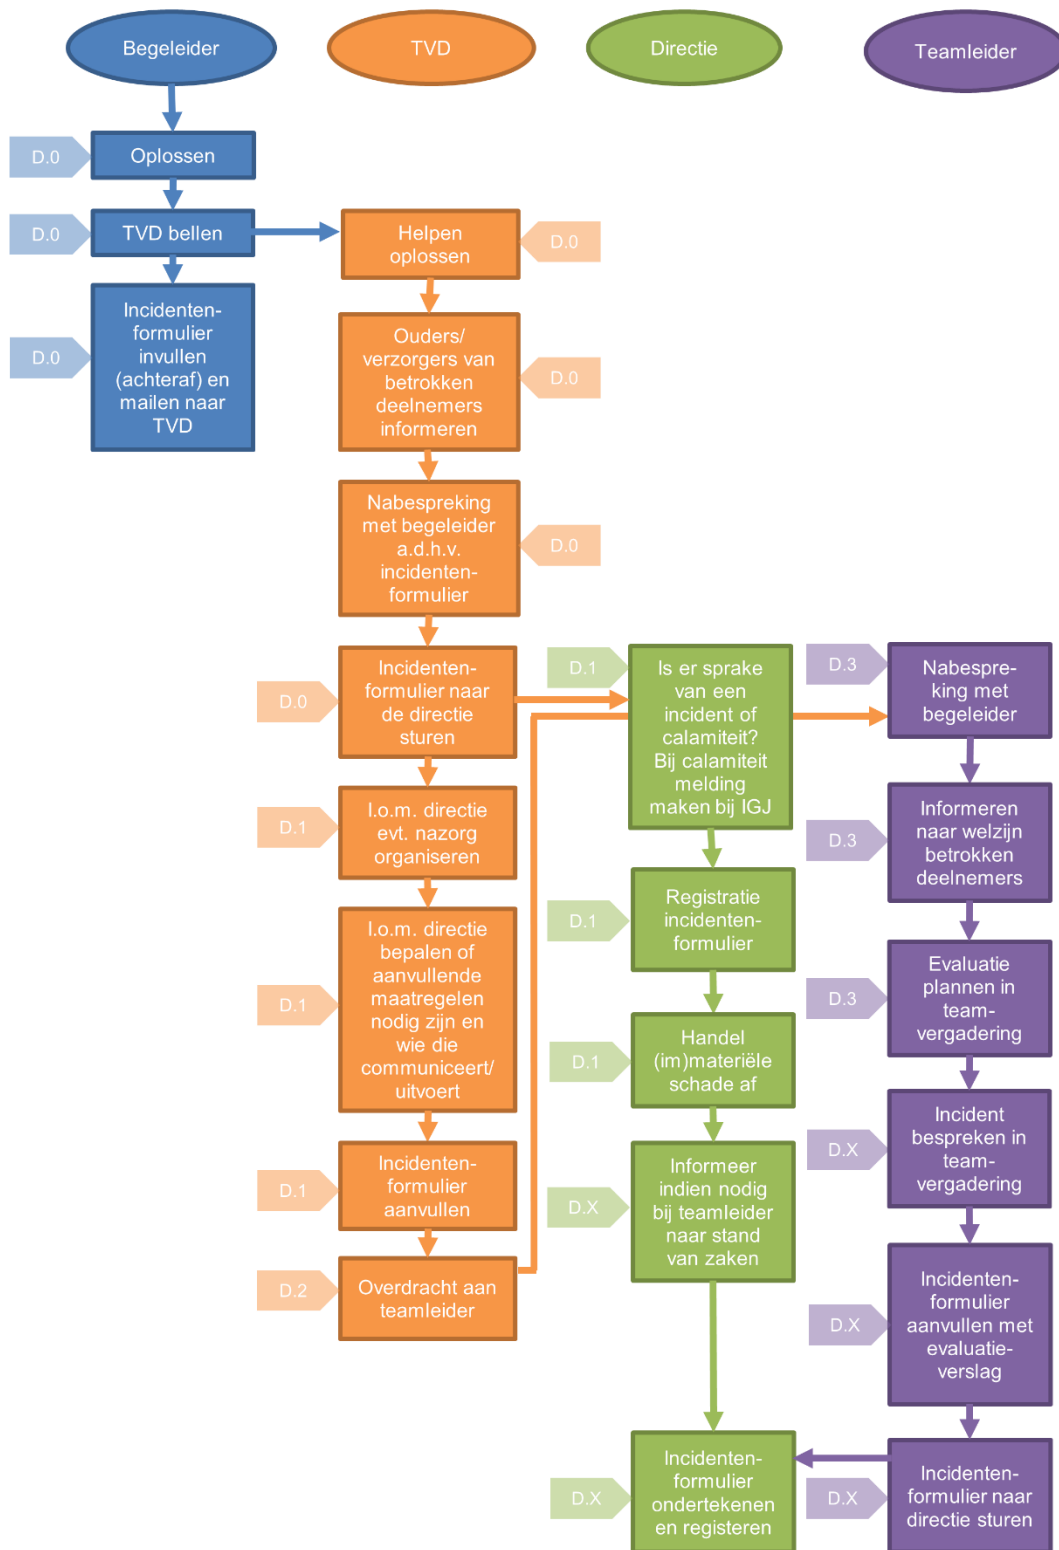 Begeleider
TVD
Directie
Teamleider
D.0
Oplossen
D.0
TVD bellen
D.0
Incidenten-
formulier
invullen
(achteraf) en
mailen naar
TVD
Helpen
oplossen
D.0
Ouders/
verzorgers van
betrokken
deelnemers
informeren
D.0
Nabespreking
met begeleider
a.d.h.v.
incidenten-
formulier
D.0
D.0
Incidenten-
formulier naar
de directie
sturen
D.1
I.o.m. directie
evt. nazorg
organiseren
D.1
I.o.m. directie
bepalen of
aanvullende
maatregelen
nodig zijn en
wie die
communiceert/
uitvoert
D.1
Incidenten-
formulier
aanvullen
D.2
Overdracht aan
teamleider
D.1
Is er sprake
van een
incident of
calamiteit?
Bij calamiteit
melding
maken bij IGJ
D.1
Registratie
incidenten-
formulier
D.1
Handel
(im)materiële
schade af
D.X
Informeer
indien nodig
bij teamleider
naar stand
van zaken
D.X
Incidenten-
formulier
ondertekenen
en registeren
D.3
Nabespre-
king met
begeleider
D.3
Informeren
naar welzijn
betrokken
deelnemers
D.3
Evaluatie
plannen in
team-
vergadering
D.X
Incident
bespreken in
team-
vergadering
D.X
Incidenten-
formulier
aanvullen met
evaluatie-
verslag
D.X
Incidenten-
formulier naar
directie sturen